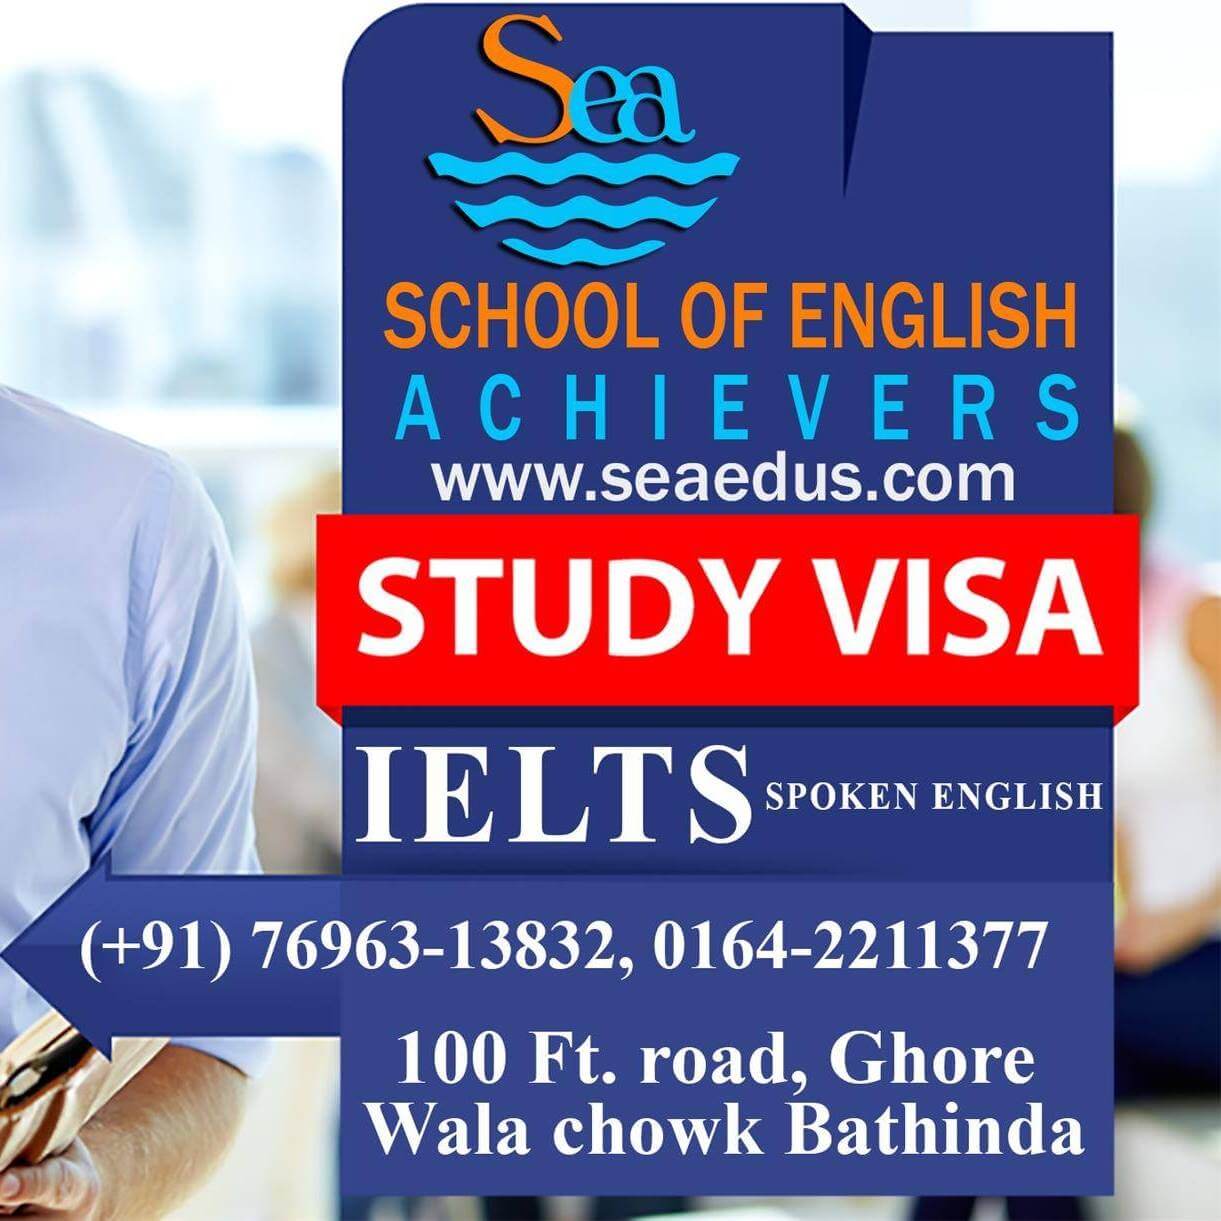 Sea
SCHOOL OF ENGLISH
ACHIEVERS
www.seaedus.com
STUDY VISA
IELTS SPOKEN ENGLISH
(+91) 76963-13832, 0164-2211377
100 Ft. road, Ghore
Wala chowk Bathinda